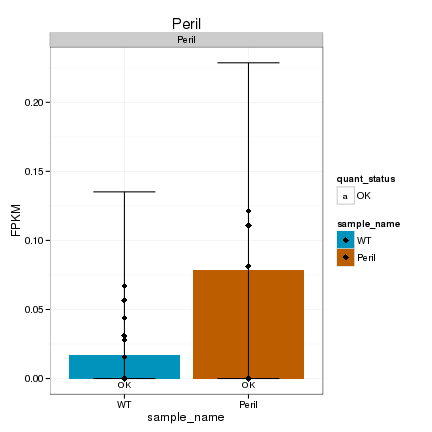 Peril
Peril
FPKM
0.20
0.15
0.10
0.05
0.00
OK
OK
WT
Peril
sample_name
quant_status
a OK
sample_name
WT
Peril